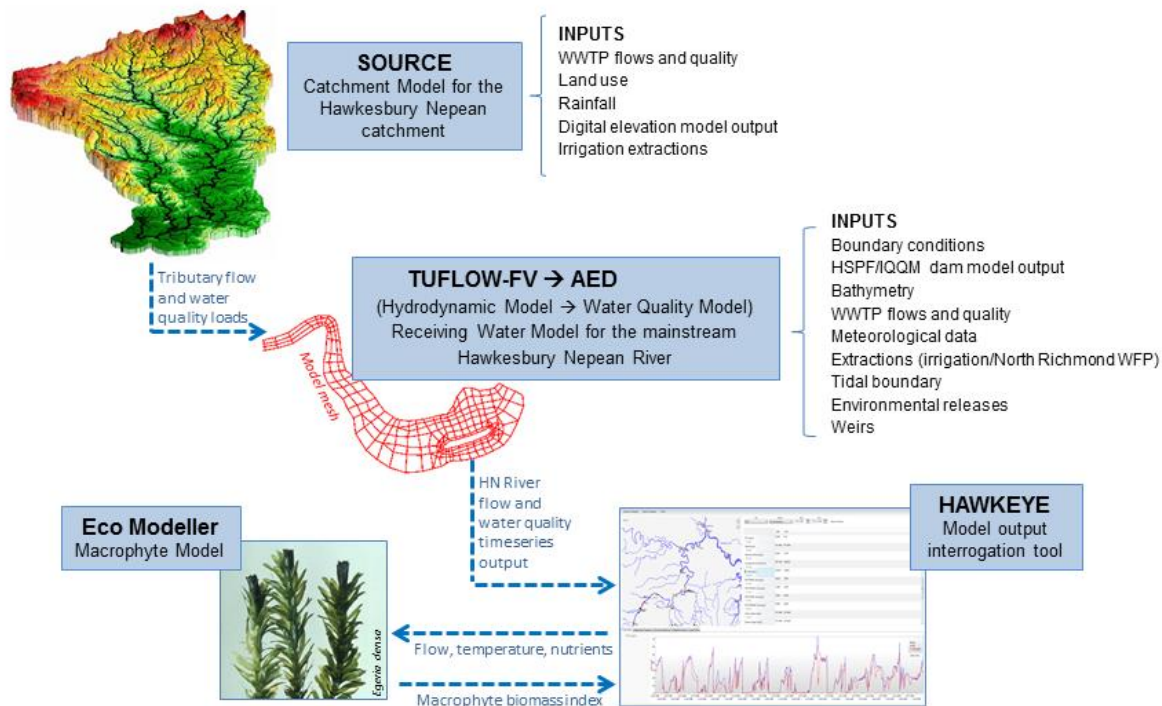 SOURCE
Catchment Model for the
Hawkesbury Nepean
catchment
INPUTS
WWTP flows and quality
Land use
Rainfall
Digital elevation model output
Irrigation extractions
Tributary flow
and water
quality loads
TUFLOW-FV → AED
(Hydrodynamic Model → Water Quality Model)
Receiving Water Model for the mainstream
Hawkesbury Nepean River
INPUTS
Boundary conditions
HSPF/IQQM dam model output
Bathymetry
WWTP flows and quality
Meteorological data
Extractions (irrigation/North Richmond WFP)
Tidal boundary
Environmental releases
Weirs
Model mesh
HN River
flow and
water quality
timeseries
output
Eco Modeller
Macrophyte Model
Egeria densa
HAWKEYE
Model output
interrogation tool
Flow, temperature, nutrients
Macrophyte biomass index